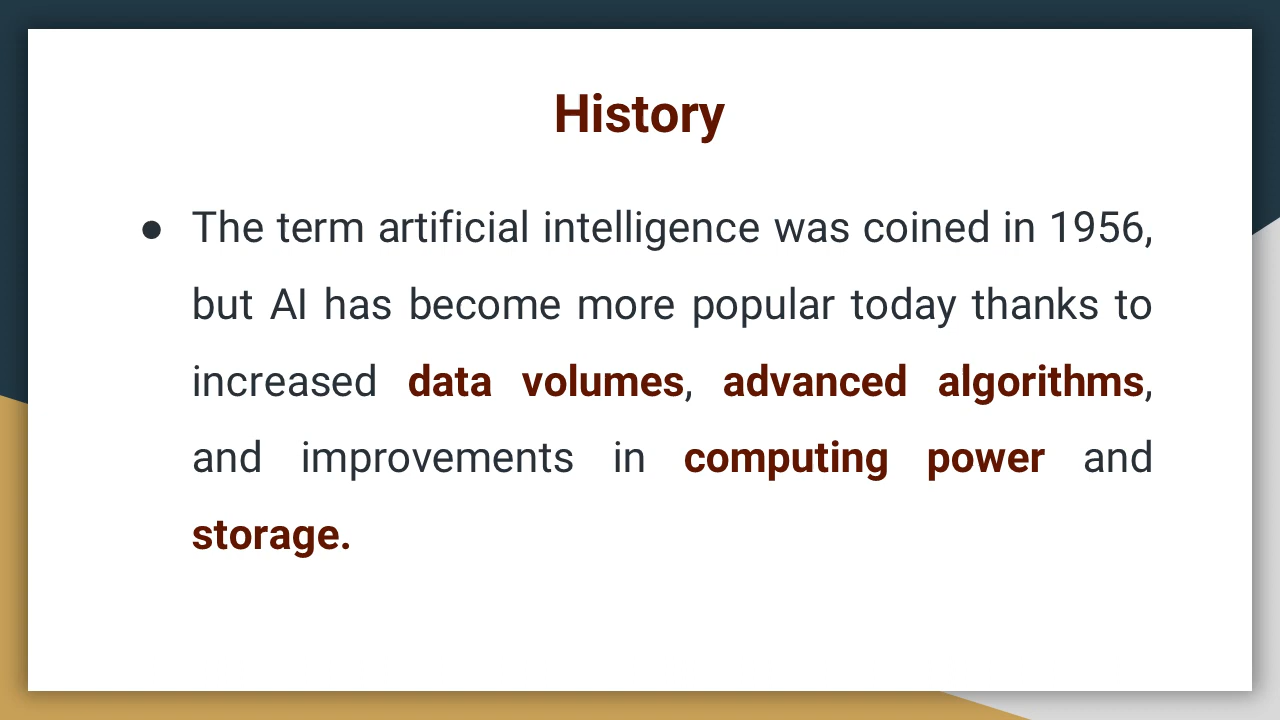 History
● The term artificial intelligence was coined in 1956,
but AI has become more popular today thanks to
increased data volumes, advanced algorithms,
and improvements in computing power and
storage.